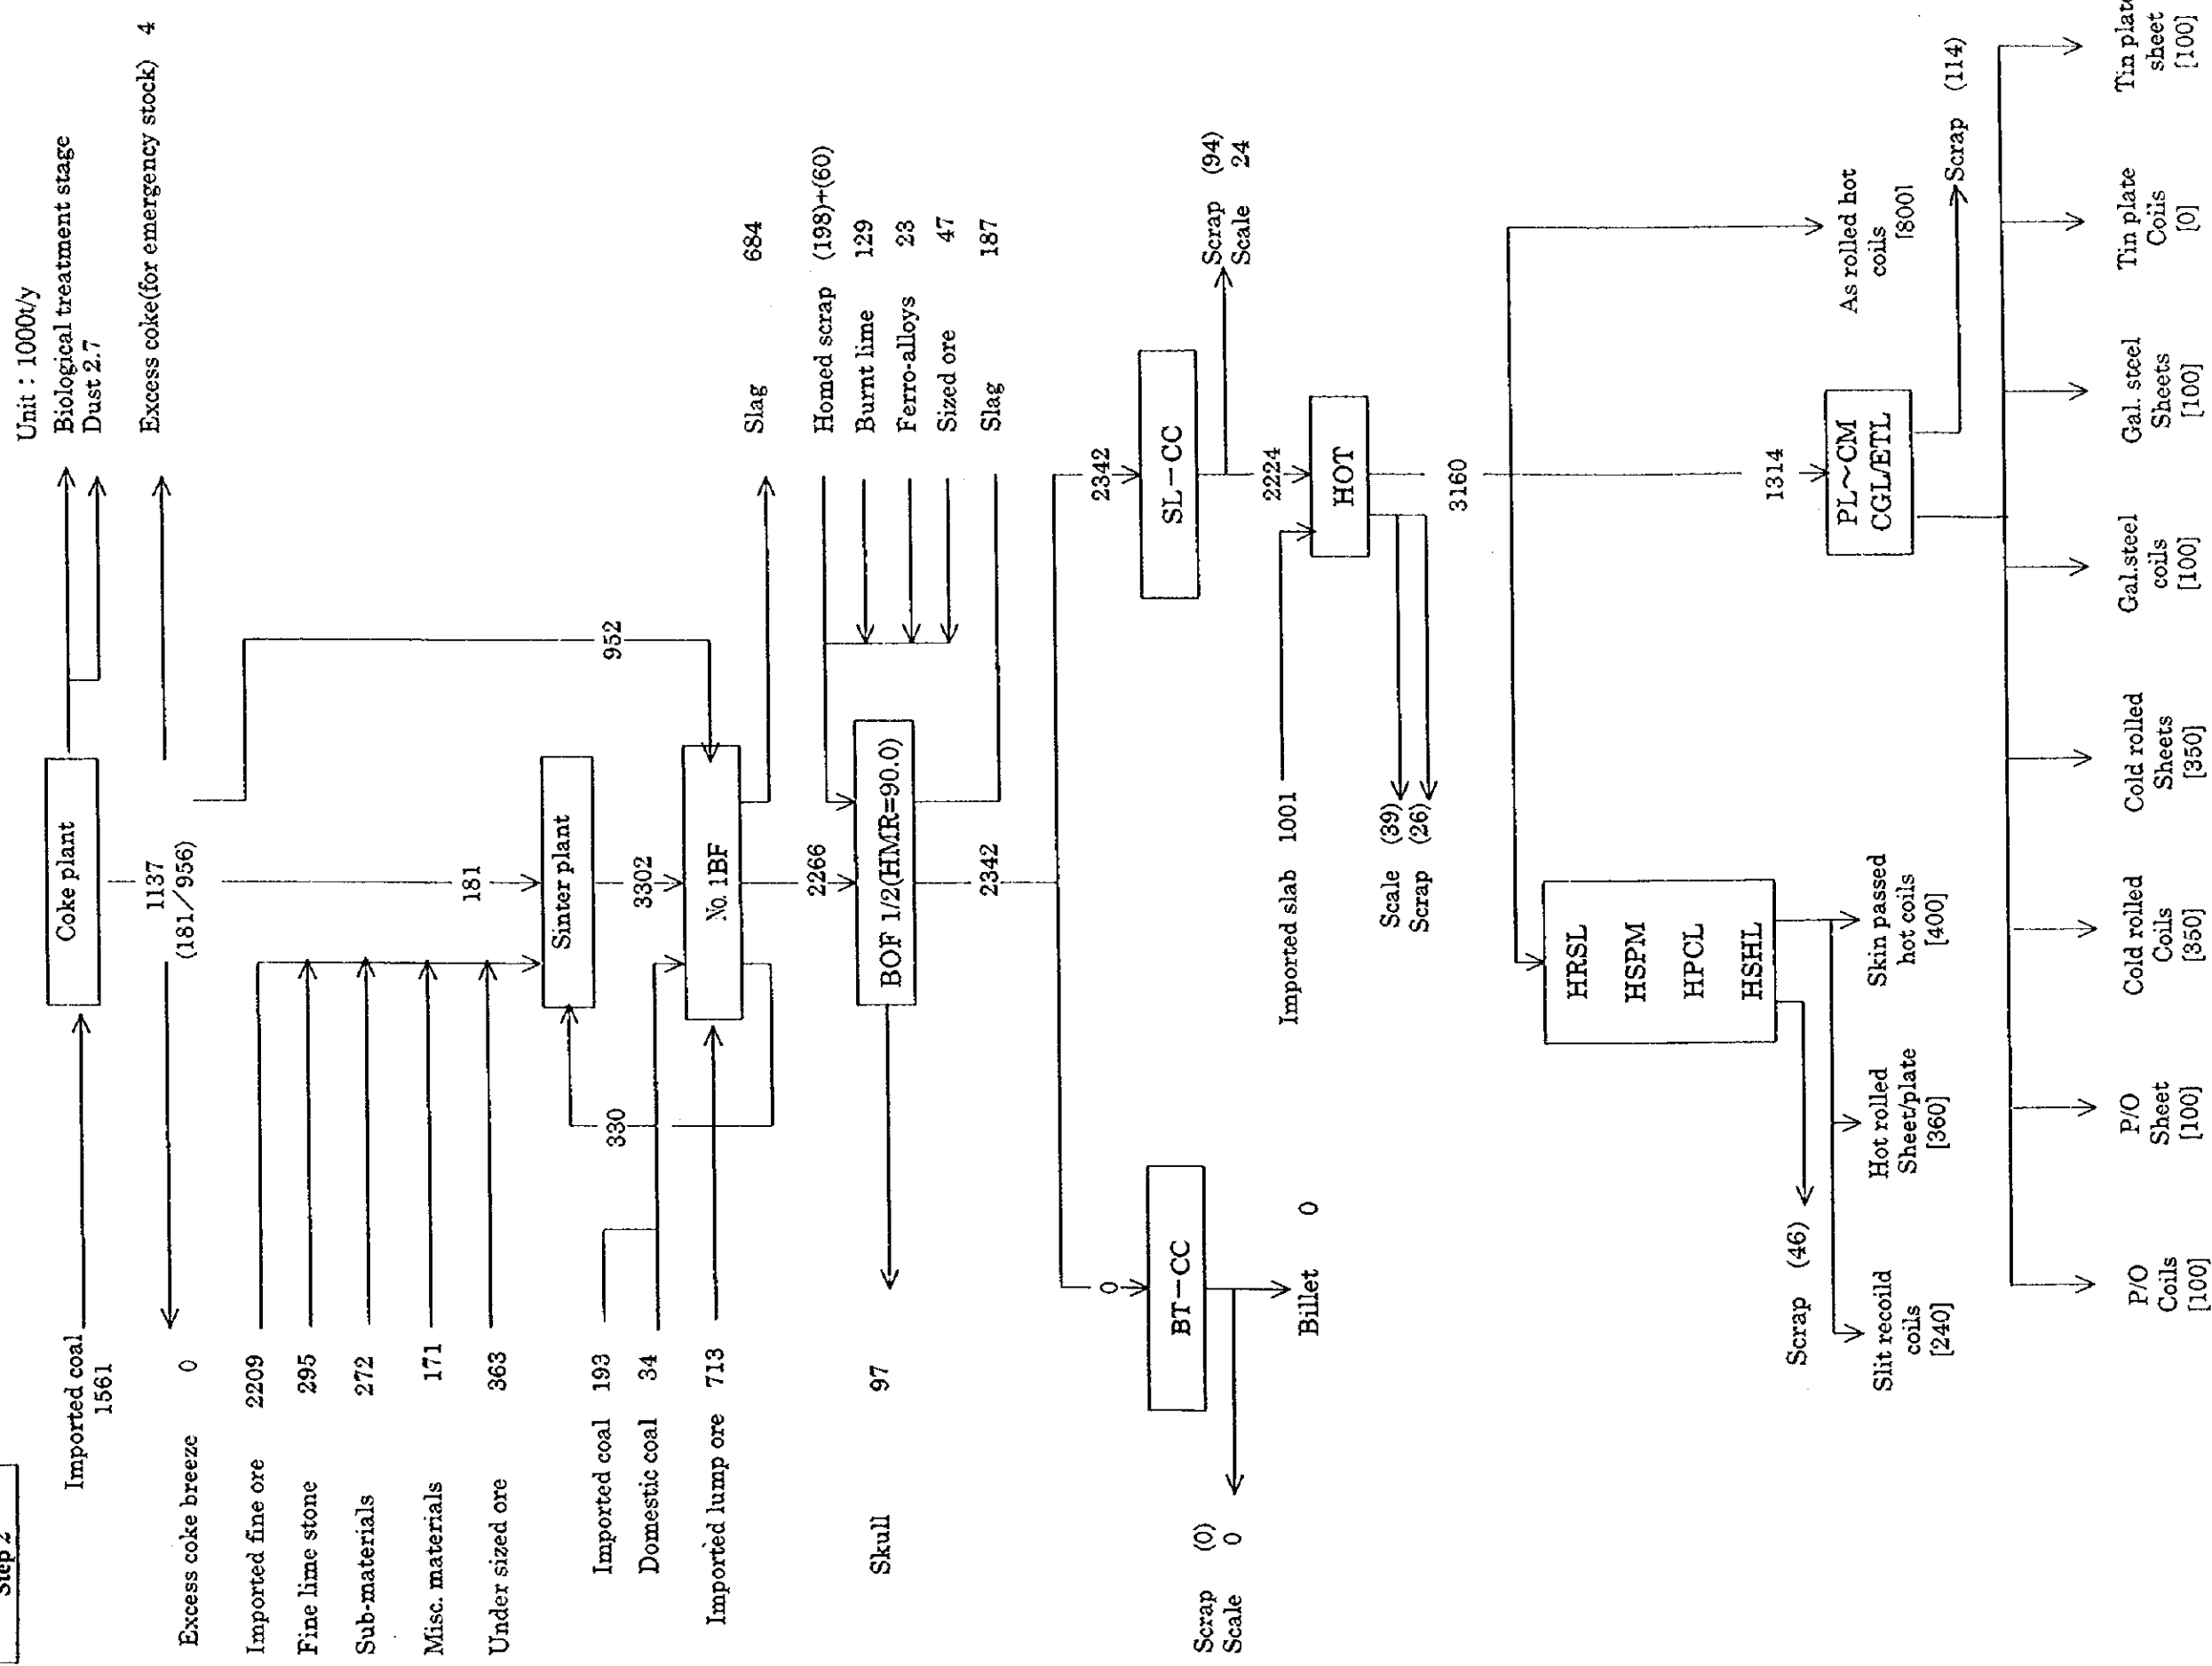 Step 2
Unit : 1000t/y
Imported coal
1561
Coke plant
Biological treatment stage
Dust 2.7
1137
(181/956)
Excess coke breeze 0
Excess coke(for emergency stock) 4
Imported fine ore 2209
Fine lime stone 295
Sub-materials 272
Misc. materials 171
Under sized ore 363
181
952
Sinter plant
3302
330
Imported coal 193
Domestic coal 34
Imported lump ore 713
No. 1BF
Slag 684
2266
Homed scrap (198)+(60)
Burnt lime 129
Ferro-alloys 23
Sized ore 47
Slag 187
BOF 1/2(HMR=90.0)
Skull 97
2342
0
2342
BT-CC
SL-CC
Scrap (0)
Scale 0
Billet 0
Scrap (94)
Scale 24
2224
Imported slab 1001
HOT
Scale (39)
Scrap (26)
3160
HRSL
HSPM
HPCL
HSHL
1314
As rolled hot
coils
[800]
Scrap (46)
PL~CM
CGL/ETL
Scrap (114)
Slit recoild
coils
[240]
Hot rolled
Sheet/plate
[360]
Skin passed
hot coils
[400]
P/O
Coils
[100]
P/O
Sheet
[100]
Cold rolled
Coils
[350]
Cold rolled
Sheets
[350]
Gal.steel
coils
[100]
Gal. steel
Sheets
[100]
Tin plate
Coils
[0]
Tin plate
sheet
[100]